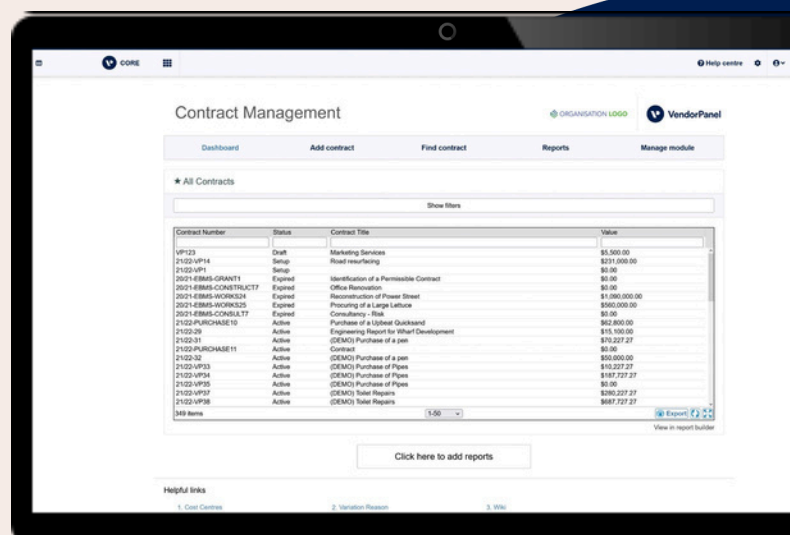 CORE
Help centre
Contract Management
ORGANISATION LOGO
VendorPanel
Dashboard Add contract Find contract Reports Manage module
★ All Contracts
Show filters
Contract Number Status Contract Title Value
VP123 Draft Marketing Services $5,500.00
21/22-VP14 Setup Road resurfacing $231,000.00
21/22-VP1 Setup $0.00
20/21-EBMS-GRANT1 Expired Identification of a Permissible Contract $0.00
20/21-EBMS-CONSTRUCT7 Expired Office Renovation $0.00
20/21-EBMS-WORKS24 Expired Reconstruction of Power Street $1,090,000.00
20/21-EBMS-WORKS25 Expired Procuring of a Large Lettuce $560,000.00
20/21-EBMS-CONSULT7 Expired Consultancy - Risk $0.00
21/22-PURCHASE10 Active Purchase of a Upbeat Quicksand $62,800.00
21/22-29 Active Engineering Report for Wharf Development $15,100.00
21/22-31 Active (DEMO) Purchase of a pen $70,227.27
21/22-PURCHASE11 Active Contract $0.00
21/22-32 Active (DEMO) Purchase of a pen $50,000.00
21/22-VP33 Active (DEMO) Purchase of Pipes $10,227.27
21/22-VP34 Active (DEMO) Purchase of Pipes $187,727.27
21/22-VP35 Active (DEMO) Purchase of Pipes $0.00
21/22-VP37 Active (DEMO) Toilet Repairs $280,227.27
21/22-VP38 Active (DEMO) Toilet Repairs $687,727.27
349 items 1-50 Export
View in report builder
Click here to add reports
Helpful links
1. Cost Centres 2. Variation Reason 3. Wiki